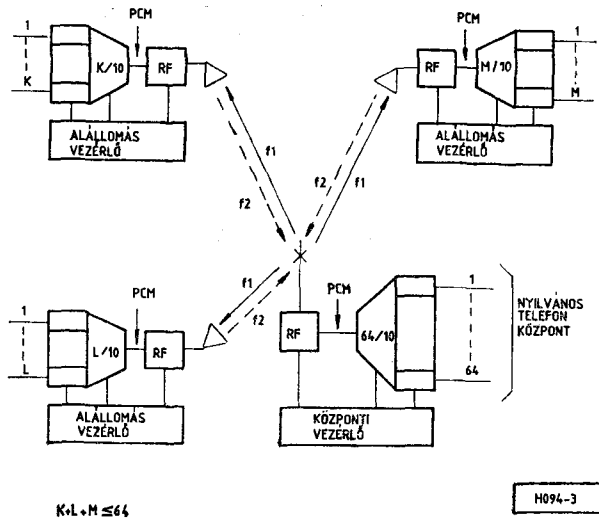 PCM
1
K
K/10
RF
ALÁLLOMÁS
VEZÉRLŐ
PCM
RF
M/10
1
M
ALÁLLOMÁS
VEZÉRLŐ
f1
f2
f2
f1
f1
f2
PCM
1
L
L/10
RF
ALÁLLOMÁS
VEZÉRLŐ
PCM
RF
64/10
1
64
NYILVÁNOS
TELEFON
KÖZPONT
KÖZPONTI
VEZÉRLŐ
K+L+M ≤64
H094-3